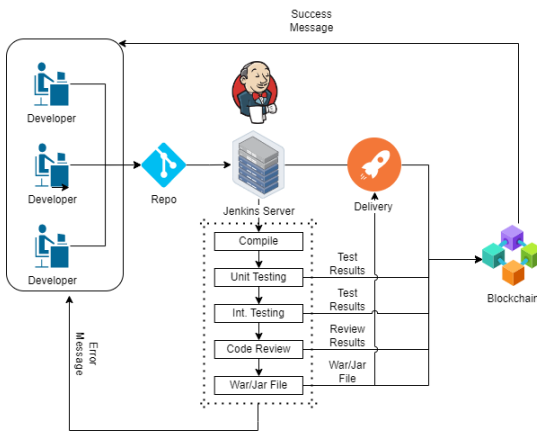 Success
Message
Developer
Developer
Developer
Repo
Jenkins Server
Delivery
Blockchain
Compile
Unit Testing
Int. Testing
Code Review
War/Jar File
Test
Results
Test
Results
Review
Results
War/Jar
File
Error
Message